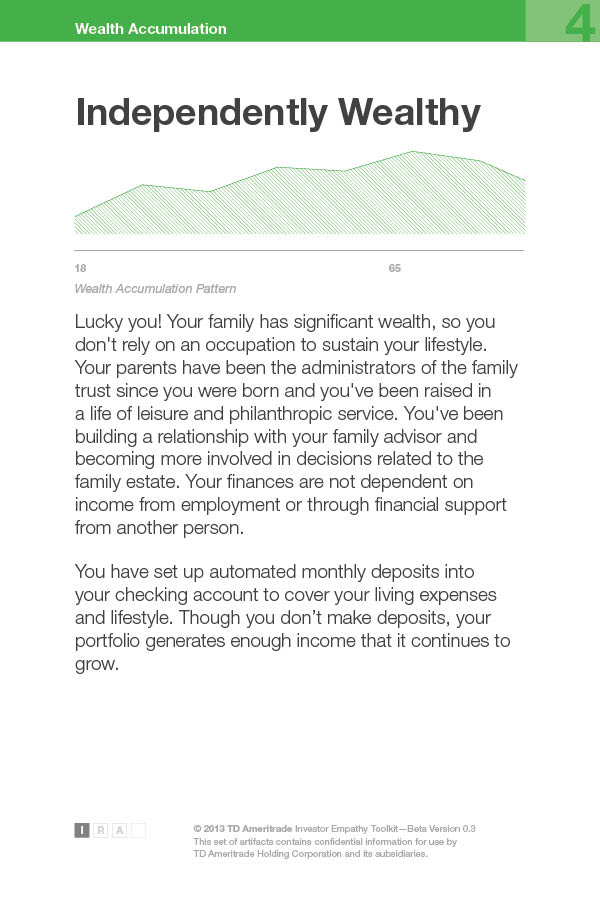 Wealth Accumulation
4
Independently Wealthy
18 65
Wealth Accumulation Pattern
Lucky you! Your family has significant wealth, so you
don't rely on an occupation to sustain your lifestyle.
Your parents have been the administrators of the family
trust since you were born and you've been raised in
a life of leisure and philanthropic service. You've been
building a relationship with your family advisor and
becoming more involved in decisions related to the
family estate. Your finances are not dependent on
income from employment or through financial support
from another person.
You have set up automated monthly deposits into
your checking account to cover your living expenses
and lifestyle. Though you don’t make deposits, your
portfolio generates enough income that it continues to
grow.
I R A
© 2013 TD Ameritrade Investor Empathy Toolkit—Beta Version 0.3
This set of artifacts contains confidential information for use by
TD Ameritrade Holding Corporation and its subsidiaries.